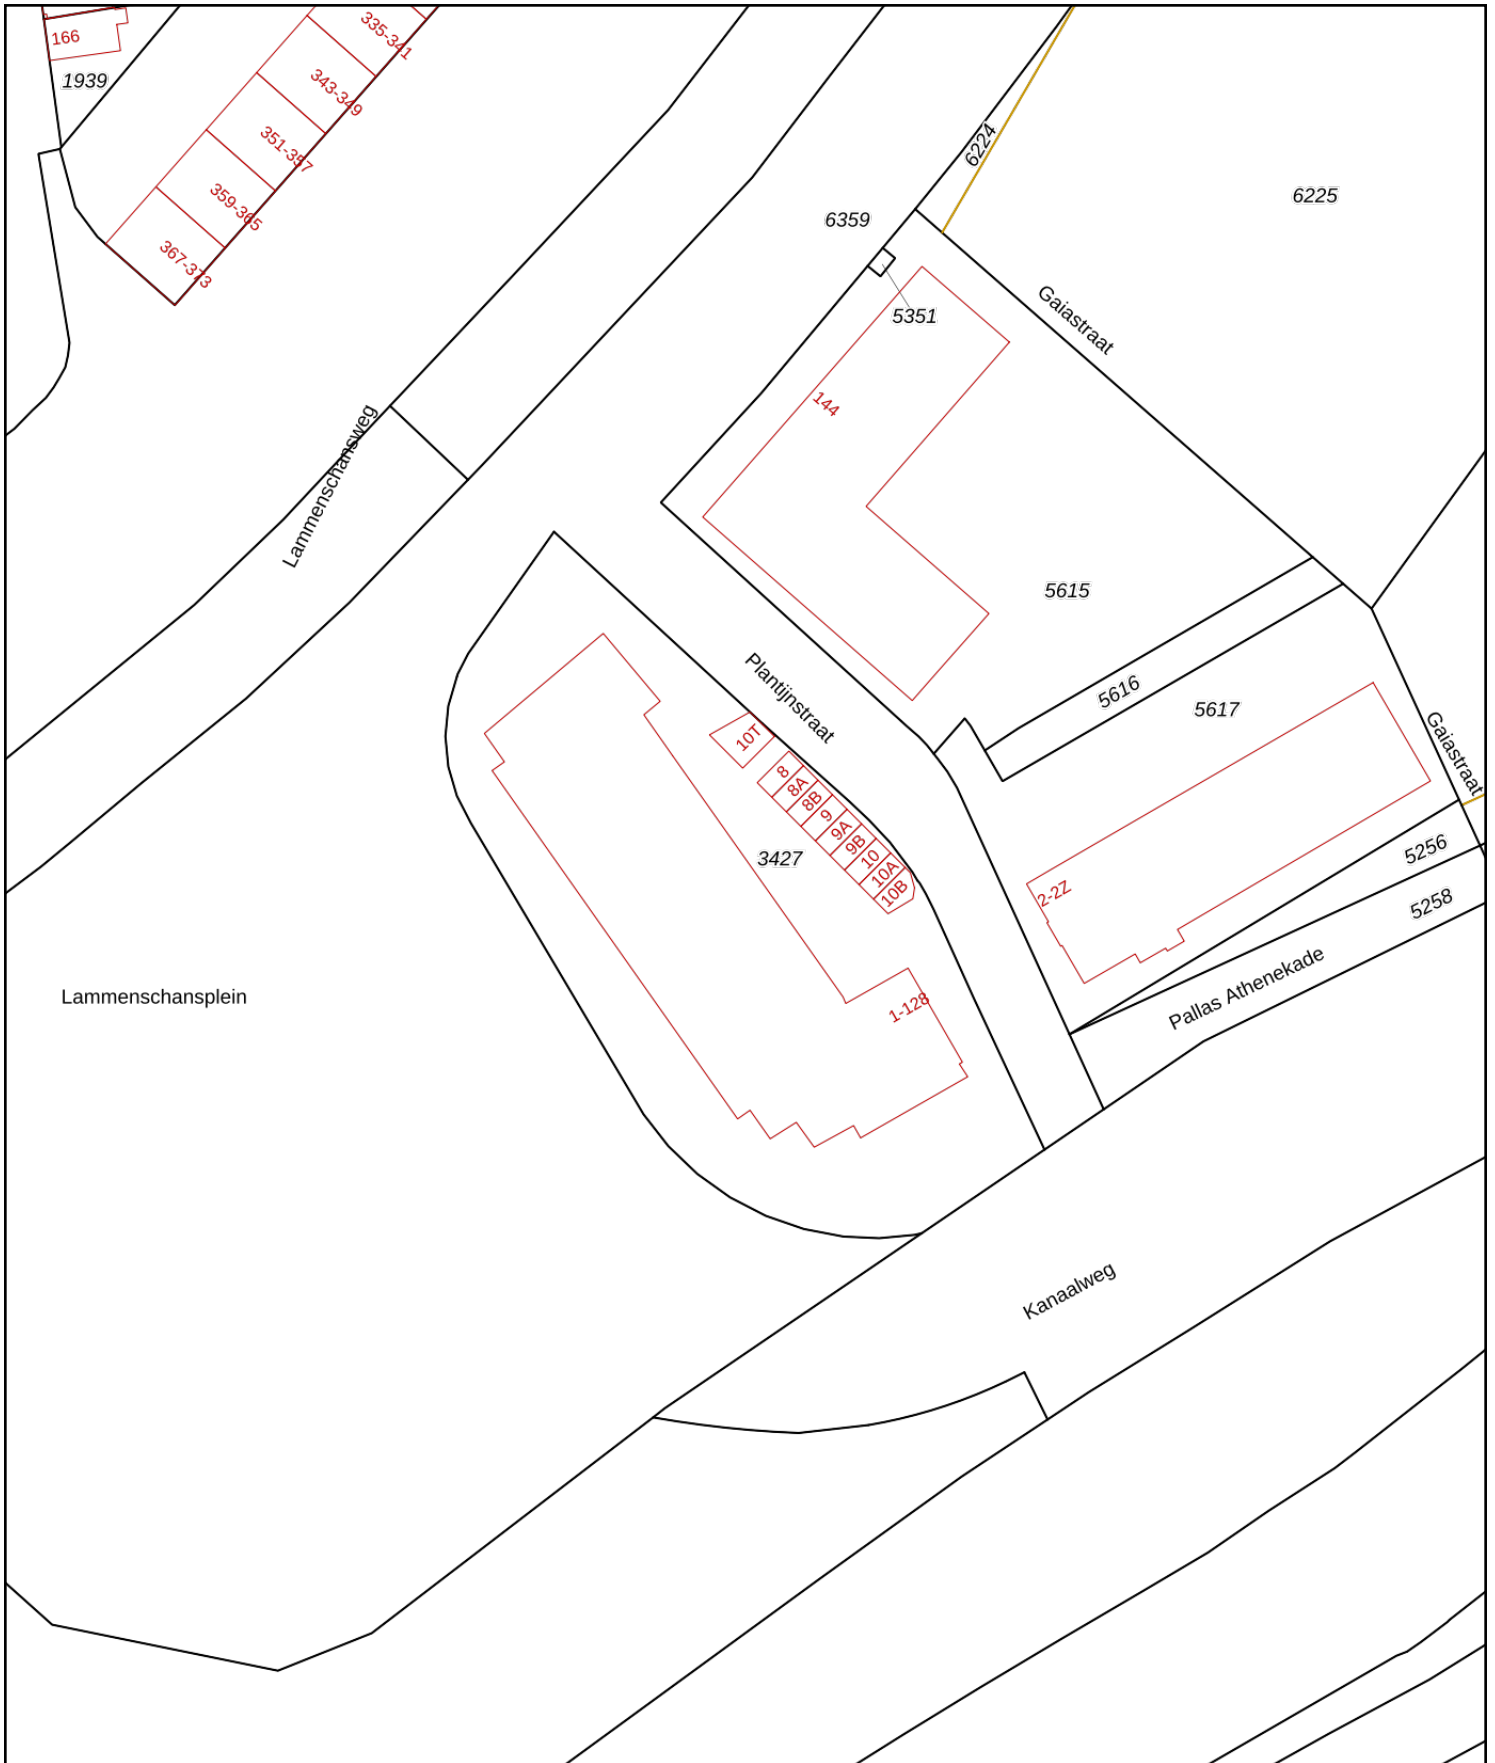 335-341
166
1939
343-349
351-357
6224
359-365
6225
6359
367-373
5351
Gaiastraat
144
Lammenschansweg
5615
5616
Plantijnstraat
5617
10T
Gaiastraat
8
8A
8B
9
9A
9B
10
10A
10B
3427
5256
2-2Z
5258
Pallas Athenekade
Lammenschansplein
1-128
Kanaalweg